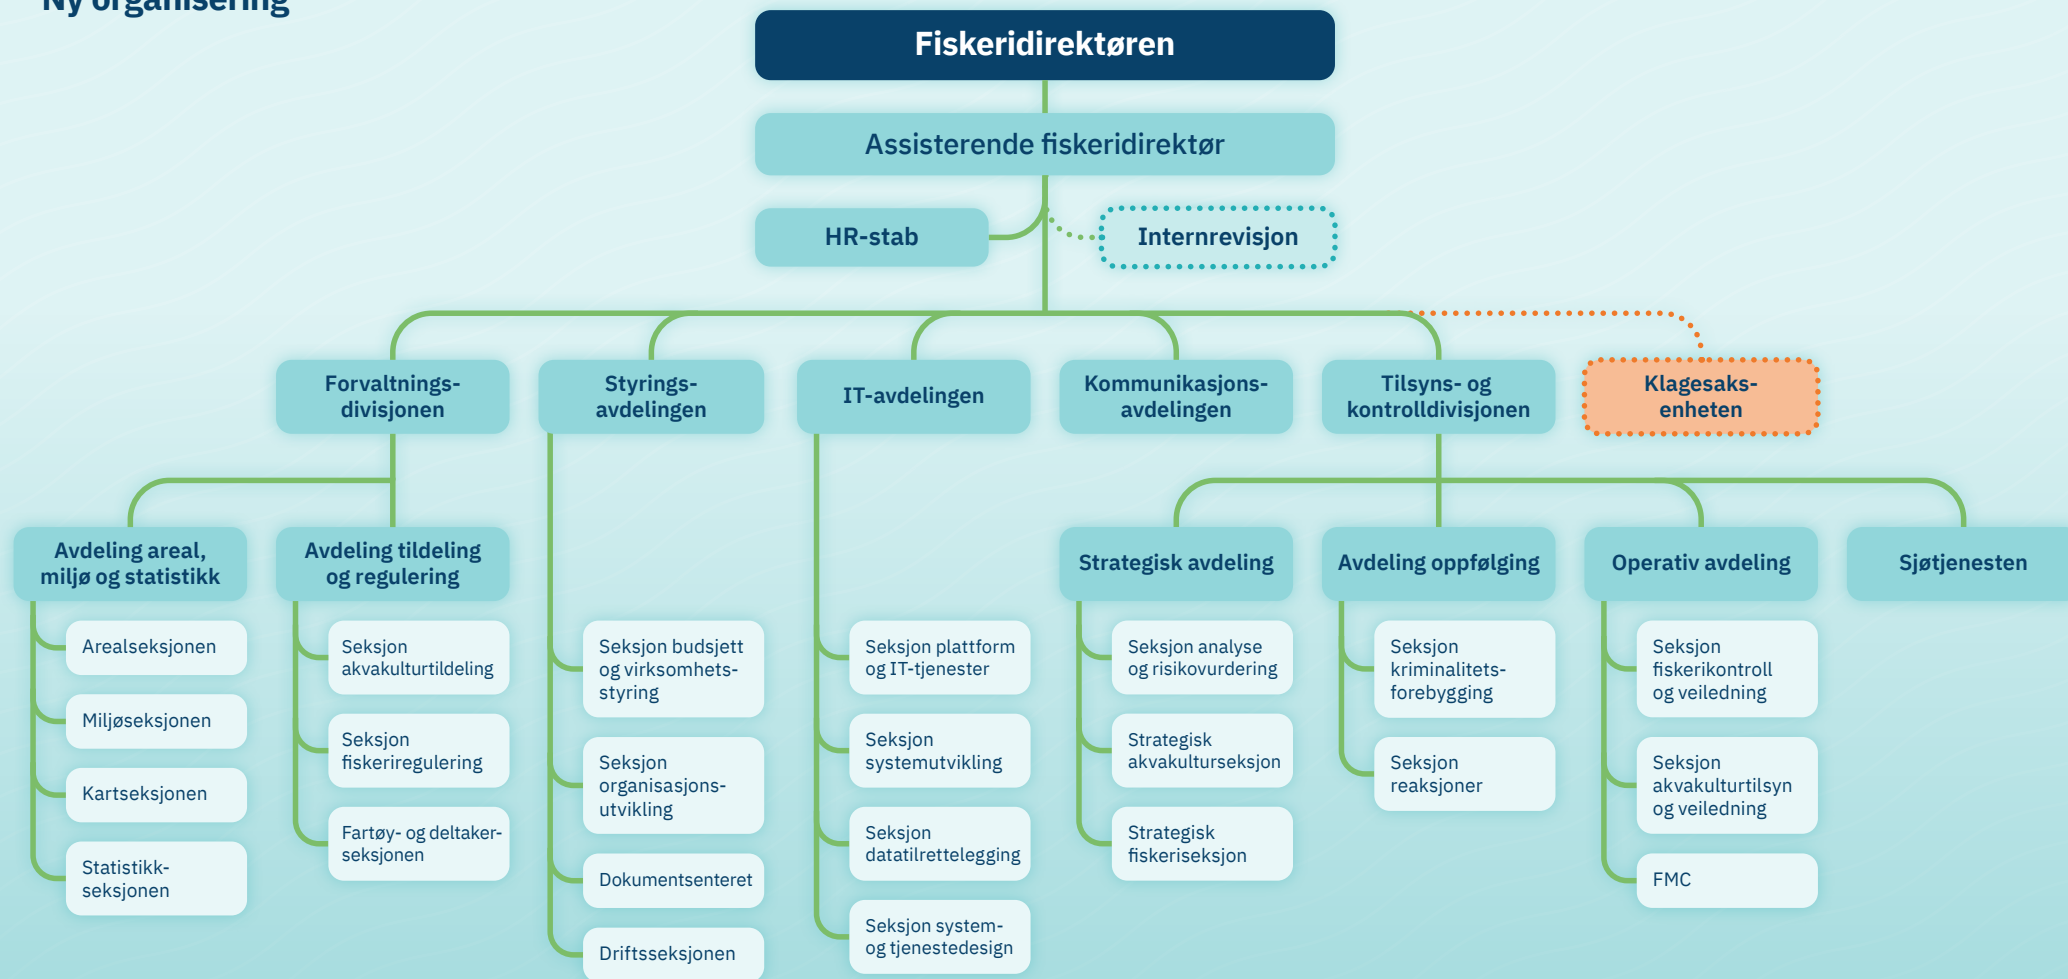 Ny organisering
Fiskeridirektøren
Assisterende fiskeridirektør
HR-stab
Internrevisjon
Forvaltnings-
divisjonen
Styrings-
avdelingen
IT-avdelingen
Kommunikasjons-
avdelingen
Tilsyns- og
kontrolldivisjonen
Klagesaks-
enheten
Avdeling areal,
miljø og statistikk
Avdeling tildeling
og regulering
Strategisk avdeling
Avdeling oppfølging
Operativ avdeling
Sjøtjenesten
Arealseksjonen
Miljøseksjonen
Kartseksjonen
Statistikk-
seksjonen
Seksjon
akvakulturtildeling
Seksjon
fiskeriregulering
Fartøy- og deltaker-
seksjonen
Seksjon budsjett
og virksomhets-
styring
Seksjon
organisasjons-
utvikling
Dokumentsenteret
Driftsseksjonen
Seksjon plattform
og IT-tjenester
Seksjon
systemutvikling
Seksjon
datatilrettelegging
Seksjon system-
og tjenestedesign
Seksjon analyse
og risikovurdering
Strategisk
akvakulturseksjon
Strategisk
fiskeriseksjon
Seksjon
kriminalitets-
forebygging
Seksjon
reaksjoner
Seksjon
fiskerikontroll
og veiledning
Seksjon
akvakulturtilsyn
og veiledning
FMC